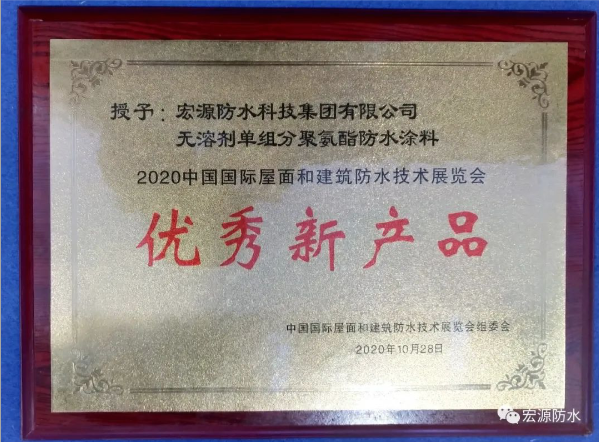 授予：宏源防水科技集团有限公司
无溶剂单组分聚氨酯防水涂料
2020中国国际屋面和建筑防水技术展览会
优秀新产品
中国国际屋面和建筑防水技术展览会组委会
2020年10月28日
宏源防水